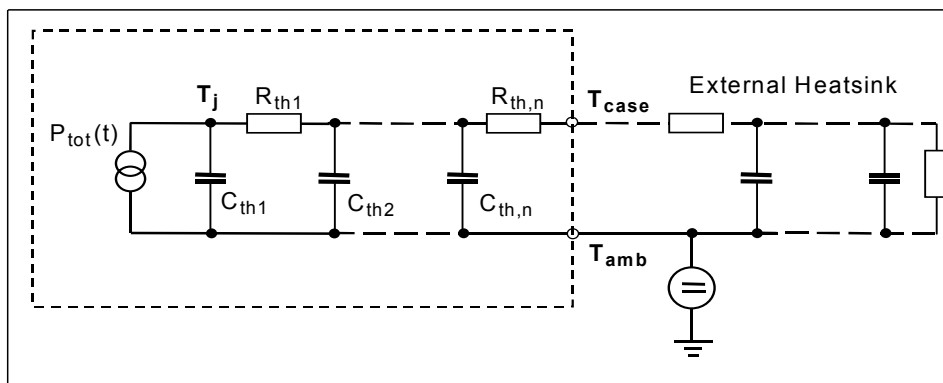 External Heatsink
T_j R_th1 R_th,n T_case
P_tot(t)
C_th1 C_th2 C_th,n
T_amb